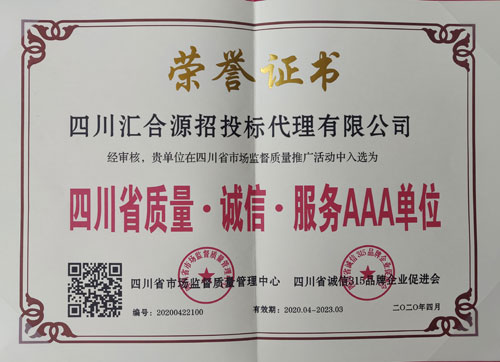 荣誉证书
四川汇合源招投标代理有限公司
经审核，贵单位在四川省市场监督质量推广活动中入选为
四川省质量·诚信·服务AAA单位
四川省市场监督质量管理中心 四川省诚信315品牌企业促进会
编号：20200422100 有效期：2020.04-2023.03 二〇二〇年四月